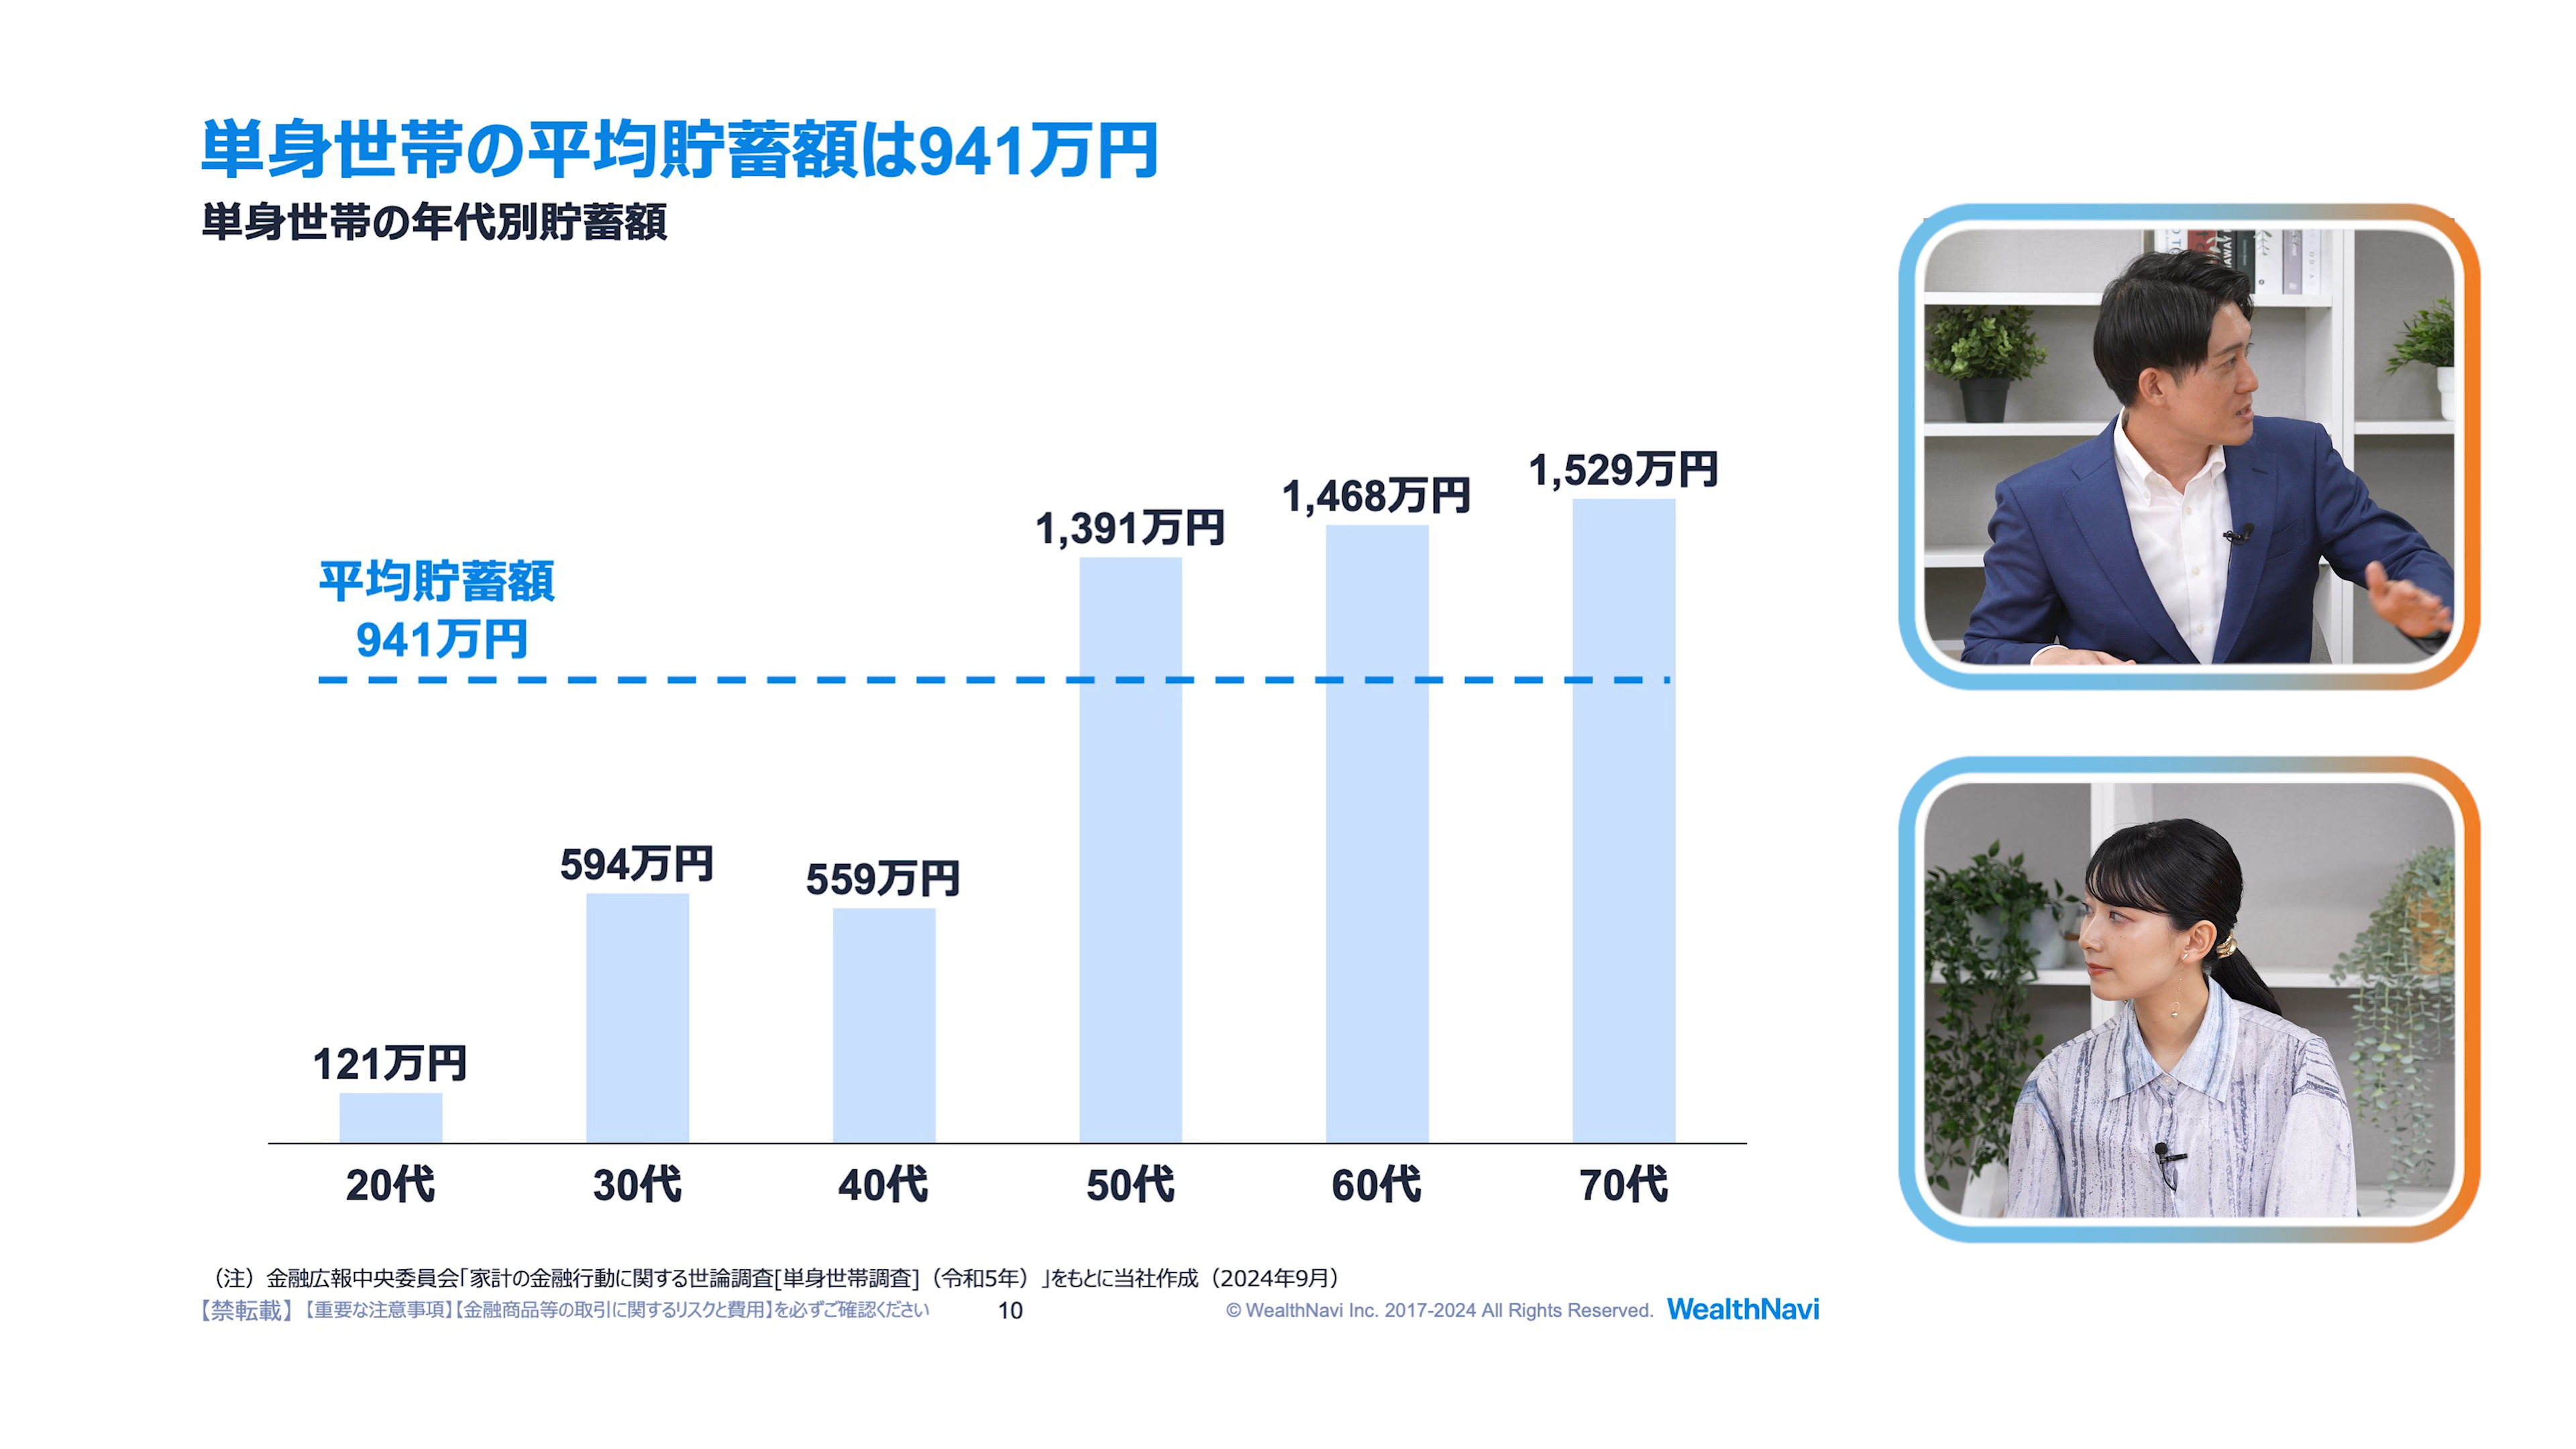 単身世帯の平均貯蓄額は941万円
単身世帯の年代別貯蓄額
平均貯蓄額
941万円
121万円
594万円
559万円
1,391万円
1,468万円
1,529万円
20代
30代
40代
50代
60代
70代
（注）金融広報中央委員会｢家計の金融行動に関する世論調査[単身世帯調査]（令和5年）｣をもとに当社作成（2024年9月）
【禁転載】【重要な注意事項】【金融商品等の取引に関するリスクと費用】を必ずご確認ください
10
© WealthNavi Inc. 2017-2024 All Rights Reserved.
WealthNavi